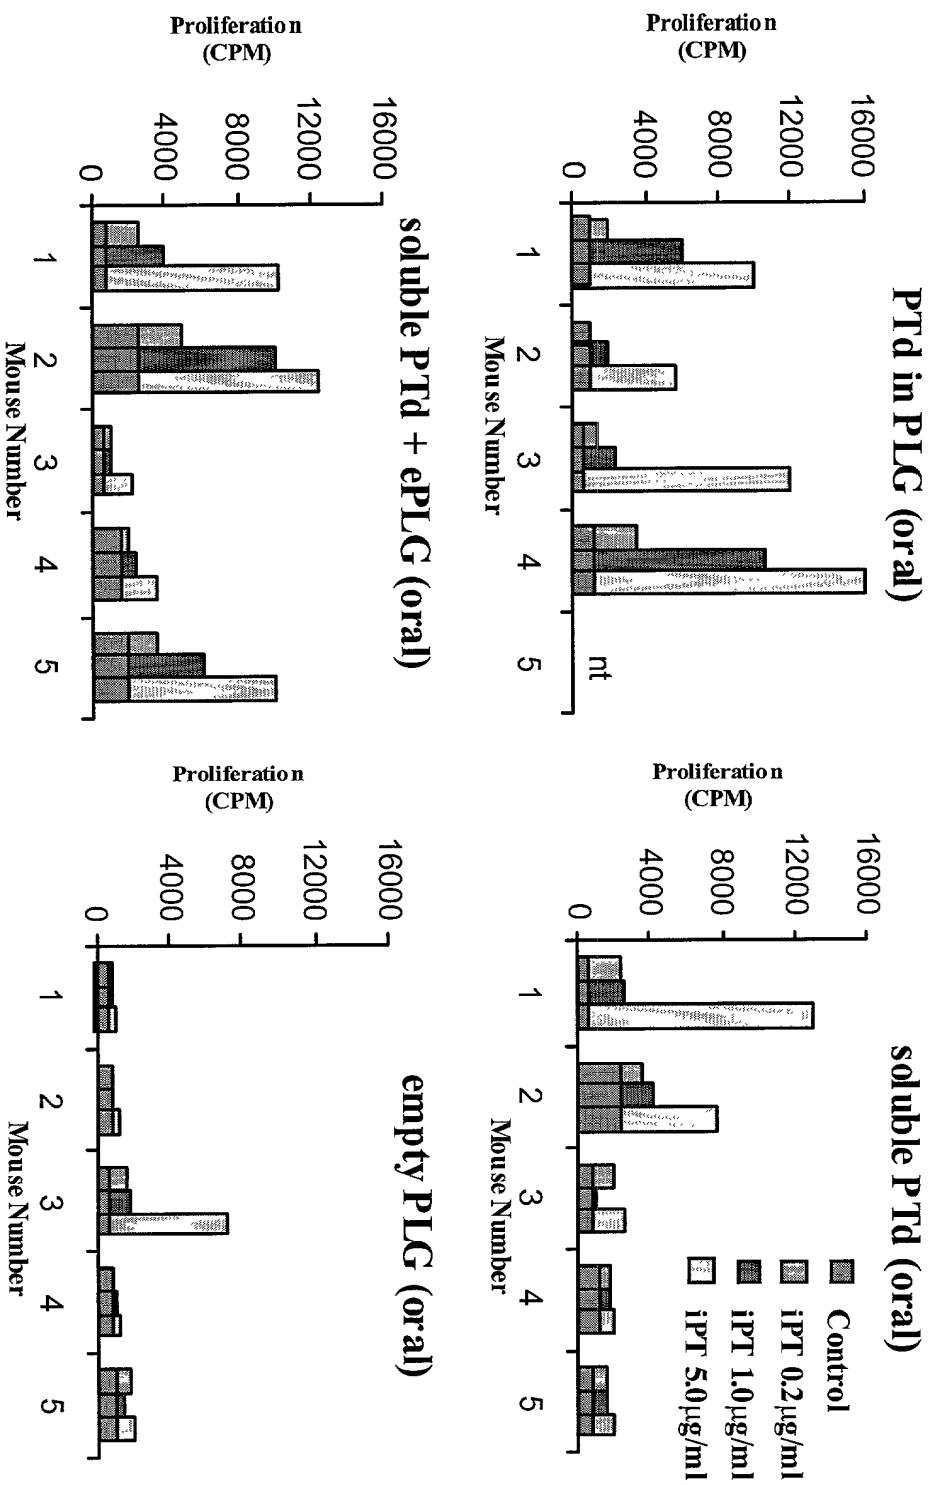 PTd in PLG (oral)
Proliferation
(CPM)
16000
12000
8000
4000
0
nt
1
2
3
4
5
Mouse Number
soluble PTd (oral)
Proliferation
(CPM)
16000
12000
8000
4000
0
Control
iPT 0.2µg/ml
iPT 1.0µg/ml
iPT 5.0µg/ml
1
2
3
4
5
Mouse Number
soluble PTd + ePLG (oral)
Proliferation
(CPM)
16000
12000
8000
4000
0
1
2
3
4
5
Mouse Number
empty PLG (oral)
Proliferation
(CPM)
16000
12000
8000
4000
0
1
2
3
4
5
Mouse Number